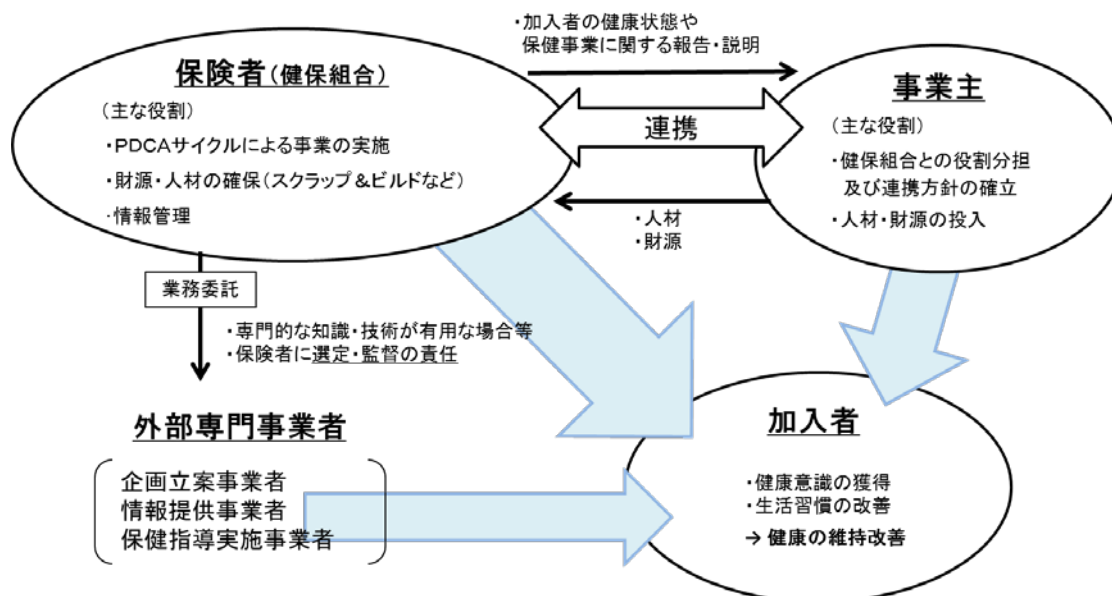 ・加入者の健康状態や
保健事業に関する報告・説明
保険者(健保組合)
(主な役割)
・PDCAサイクルによる事業の実施
・財源・人材の確保(スクラップ&ビルドなど)
・情報管理
連携
事業主
(主な役割)
・健保組合との役割分担
及び連携方針の確立
・人材・財源の投入
・人材
・財源
業務委託
・専門的な知識・技術が有用な場合等
・保険者に選定・監督の責任
外部専門事業者
企画立案事業者
情報提供事業者
保健指導実施事業者
加入者
・健康意識の獲得
・生活習慣の改善
→ 健康の維持改善